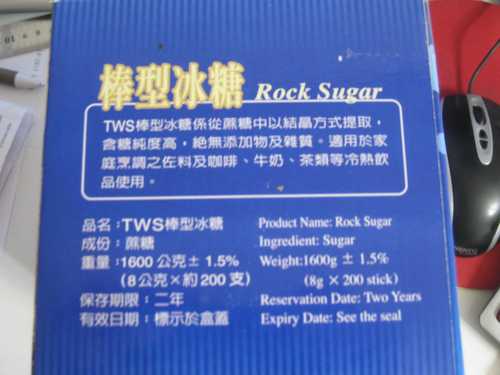 棒型冰糖 Rock Sugar
TWS棒型冰糖係從蔗糖中以結晶方式提取，
含糖純度高，絕無添加物及雜質。適用於家
庭烹調之佐料及咖啡、牛奶、茶類等冷熱飲
品使用。
品名：TWS棒型冰糖 Product Name: Rock Sugar
成份：蔗糖 Ingredient: Sugar
重量：1600公克± 1.5% Weight:1600g ± 1.5%
(8公克×約200支) (8g × 200 stick)
保存期限：二年 Reservation Date: Two Years
有效日期：標示於盒蓋 Expiry Date: See the seal